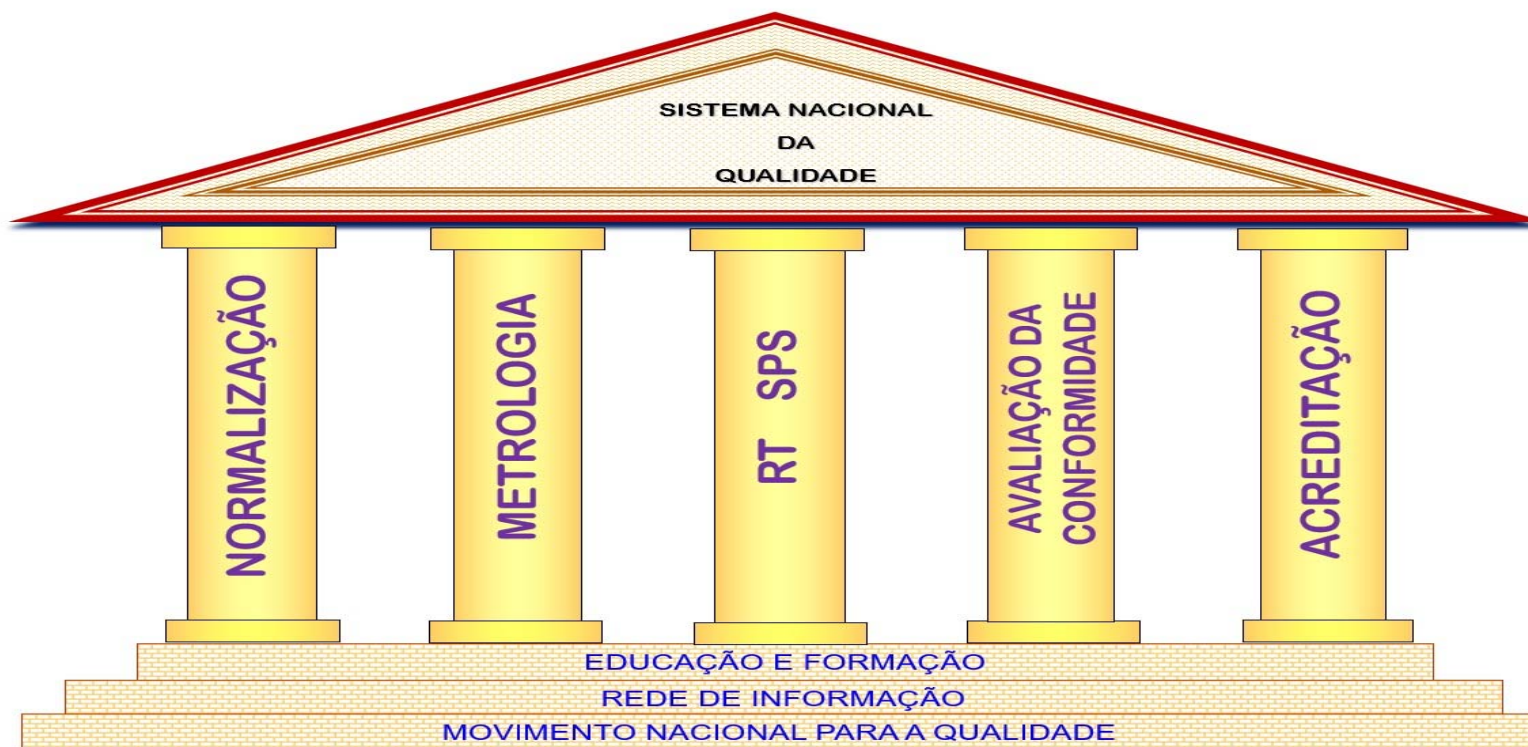 SISTEMA NACIONAL
DA
QUALIDADE
NORMALIZAÇÃO
METROLOGIA
RT SPS
AVALIAÇÃO DA
CONFORMIDADE
ACREDITAÇÃO
EDUCAÇÃO E FORMAÇÃO
REDE DE INFORMAÇÃO
MOVIMENTO NACIONAL PARA A QUALIDADE